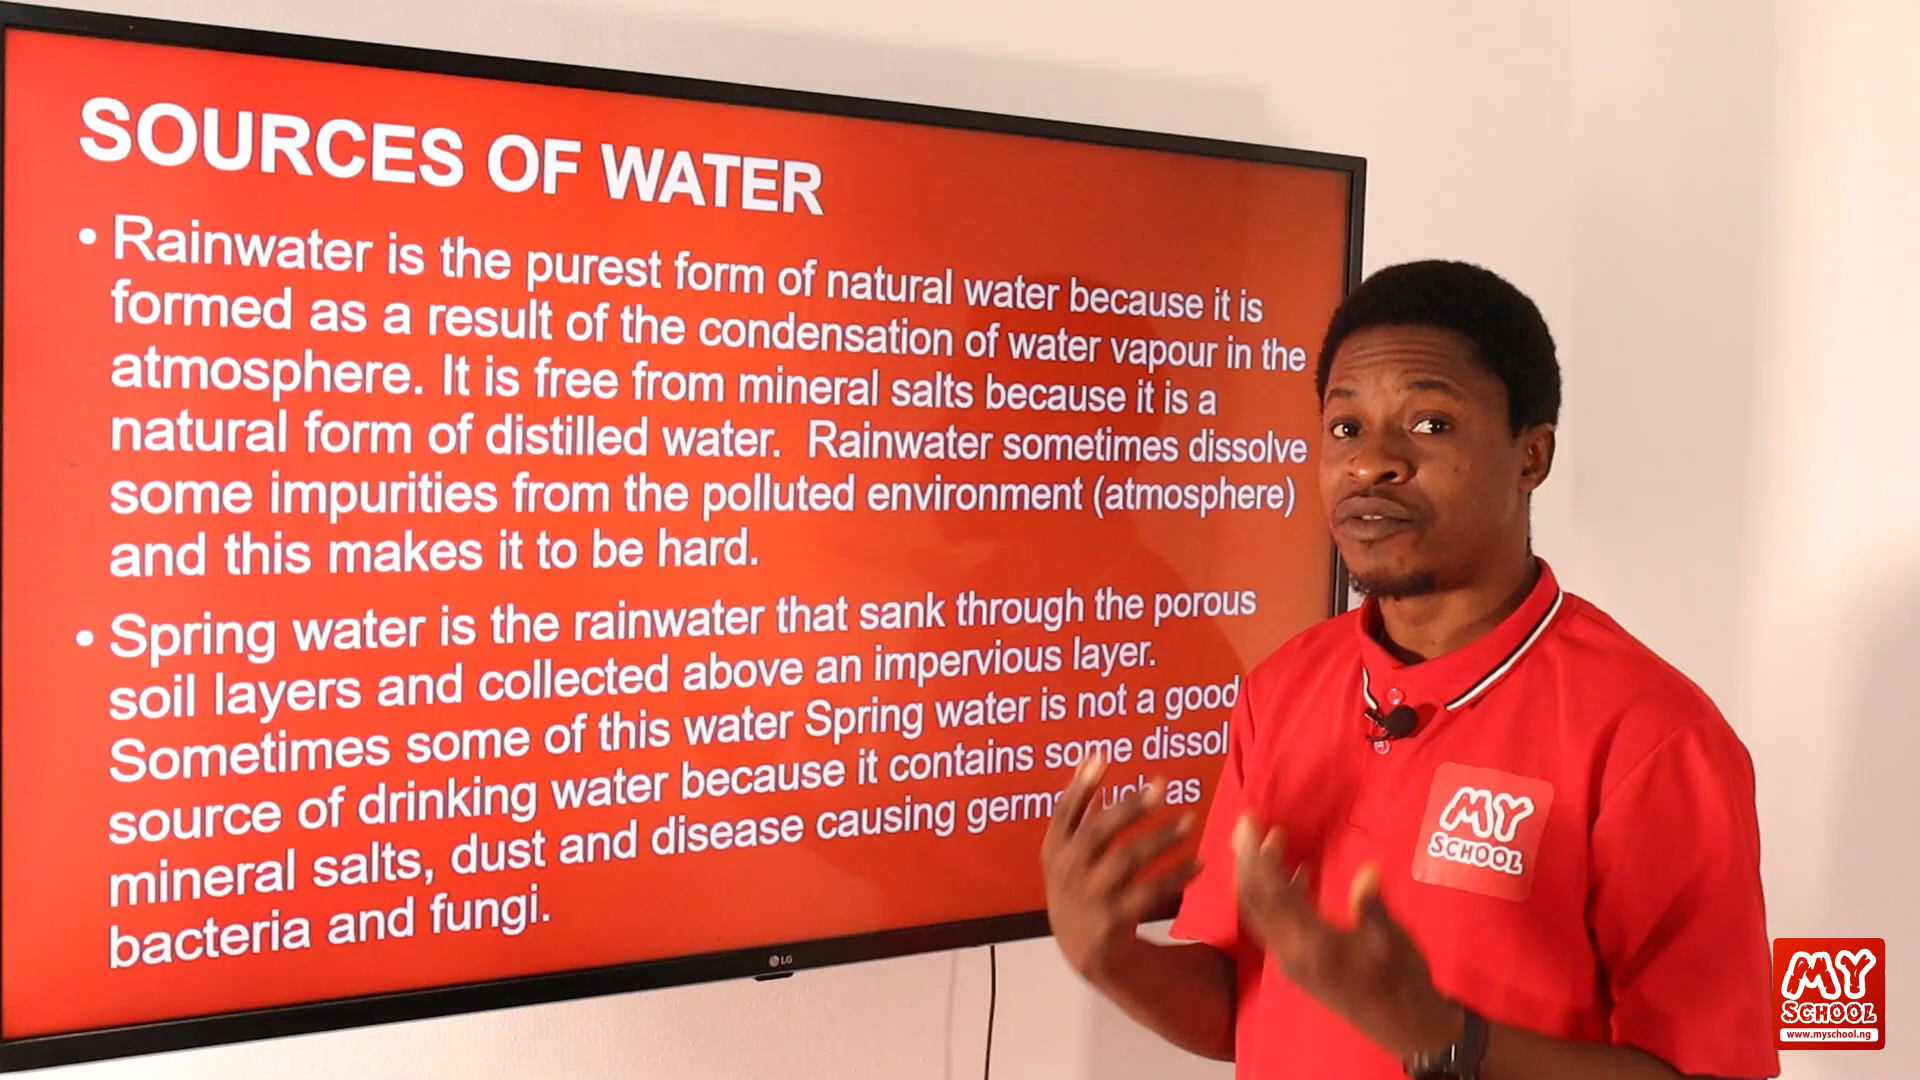 SOURCES OF WATER
• Rainwater is the purest form of natural water because it is
formed as a result of the condensation of water vapour in the
atmosphere. It is free from mineral salts because it is a
natural form of distilled water. Rainwater sometimes dissolve
some impurities from the polluted environment (atmosphere)
and this makes it to be hard.
• Spring water is the rainwater that sank through the porous
soil layers and collected above an impervious layer.
Sometimes some of this water Spring water is not a good
source of drinking water because it contains some dissol
mineral salts, dust and disease causing germs such as
bacteria and fungi.
LG
MY
SCHOOL
MY
SCHOOL
www.myschool.ng